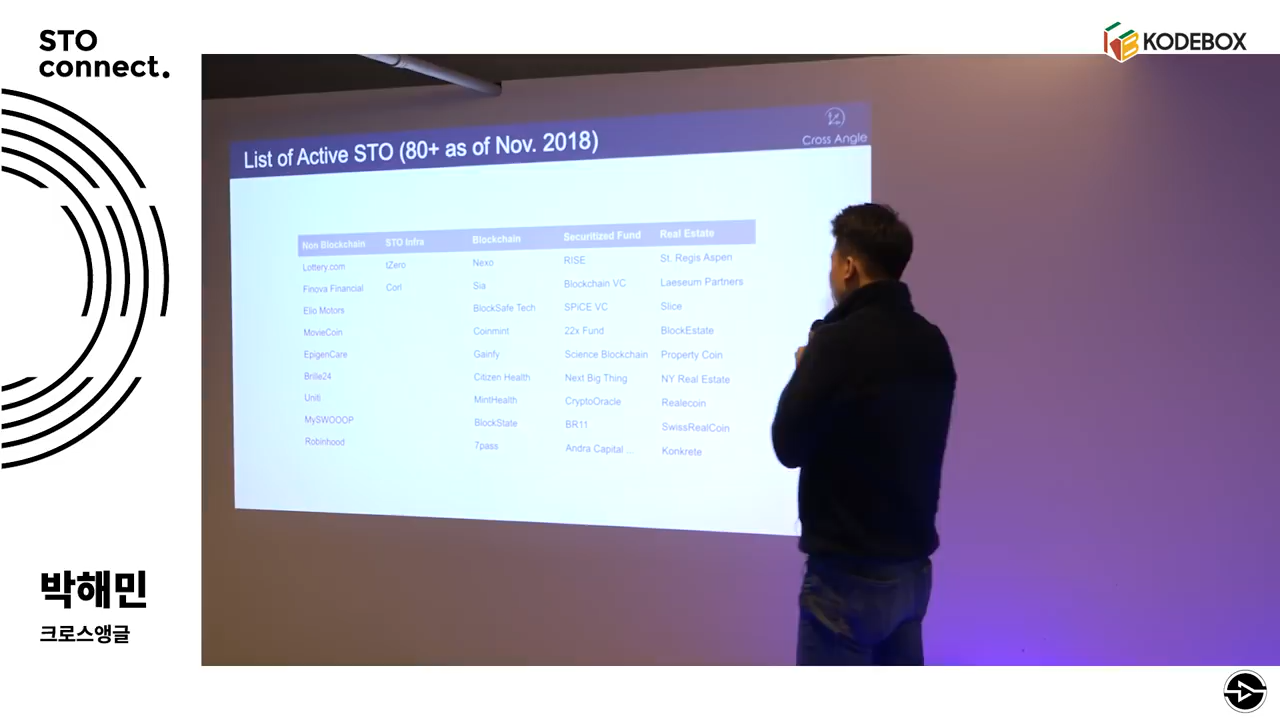 STO
connect.
KODEBOX
List of Active STO (80+ as of Nov. 2018)
Cross Angle
Non Blockchain STO Infra Blockchain Securitized Fund Real Estate
Lottery.com tZero Nexo RISE St. Regis Aspen
Finova Financial Corl Sia Blockchain VC Laeseum Partners
Elio Motors BlockSafe Tech SPiCE VC Slice
MovieCoin Coinmint 22x Fund BlockEstate
EpigenCare Gainfy Science Blockchain Property Coin
Brille24 Citizen Health Next Big Thing NY Real Estate
Uniti MintHealth CryptoOracle Realecoin
MySWOOOP BlockState BR11 SwissRealCoin
Robinhood 7pass Andra Capital ... Konkrete
박해민
크로스앵글